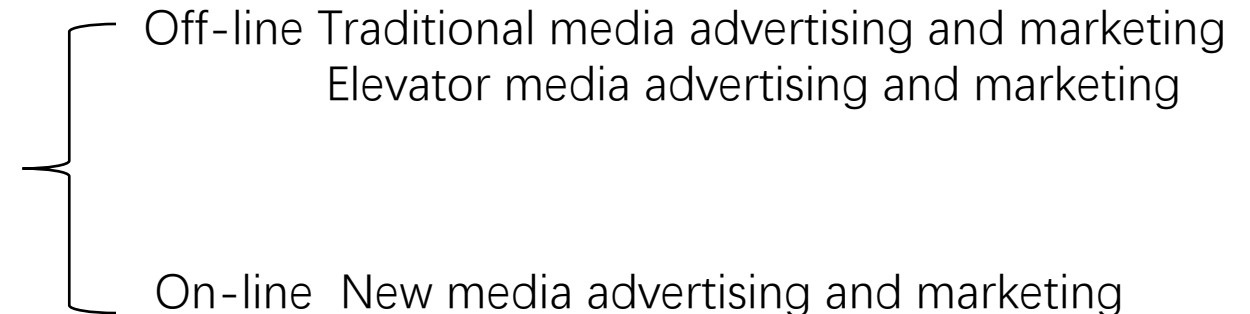 Off-line Traditional media advertising and marketing
Elevator media advertising and marketing
On-line New media advertising and marketing